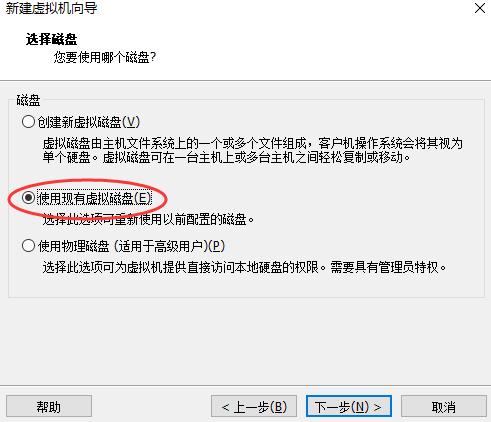 新建虚拟机向导
选择磁盘
您要使用哪个磁盘?
磁盘
创建新虚拟磁盘(V)
虚拟磁盘由主机文件系统上的一个或多个文件组成，客户机操作系统会将其视为
单个硬盘。虚拟磁盘可在一台主机上或多台主机之间轻松复制或移动。
使用现有虚拟磁盘(E)
选择此选项可重新使用以前配置的磁盘。
使用物理磁盘 (适用于高级用户)(P)
选择此选项可为虚拟机提供直接访问本地硬盘的权限。需要具有管理员特权。
帮助
< 上一步(B)
下一步(N) >
取消